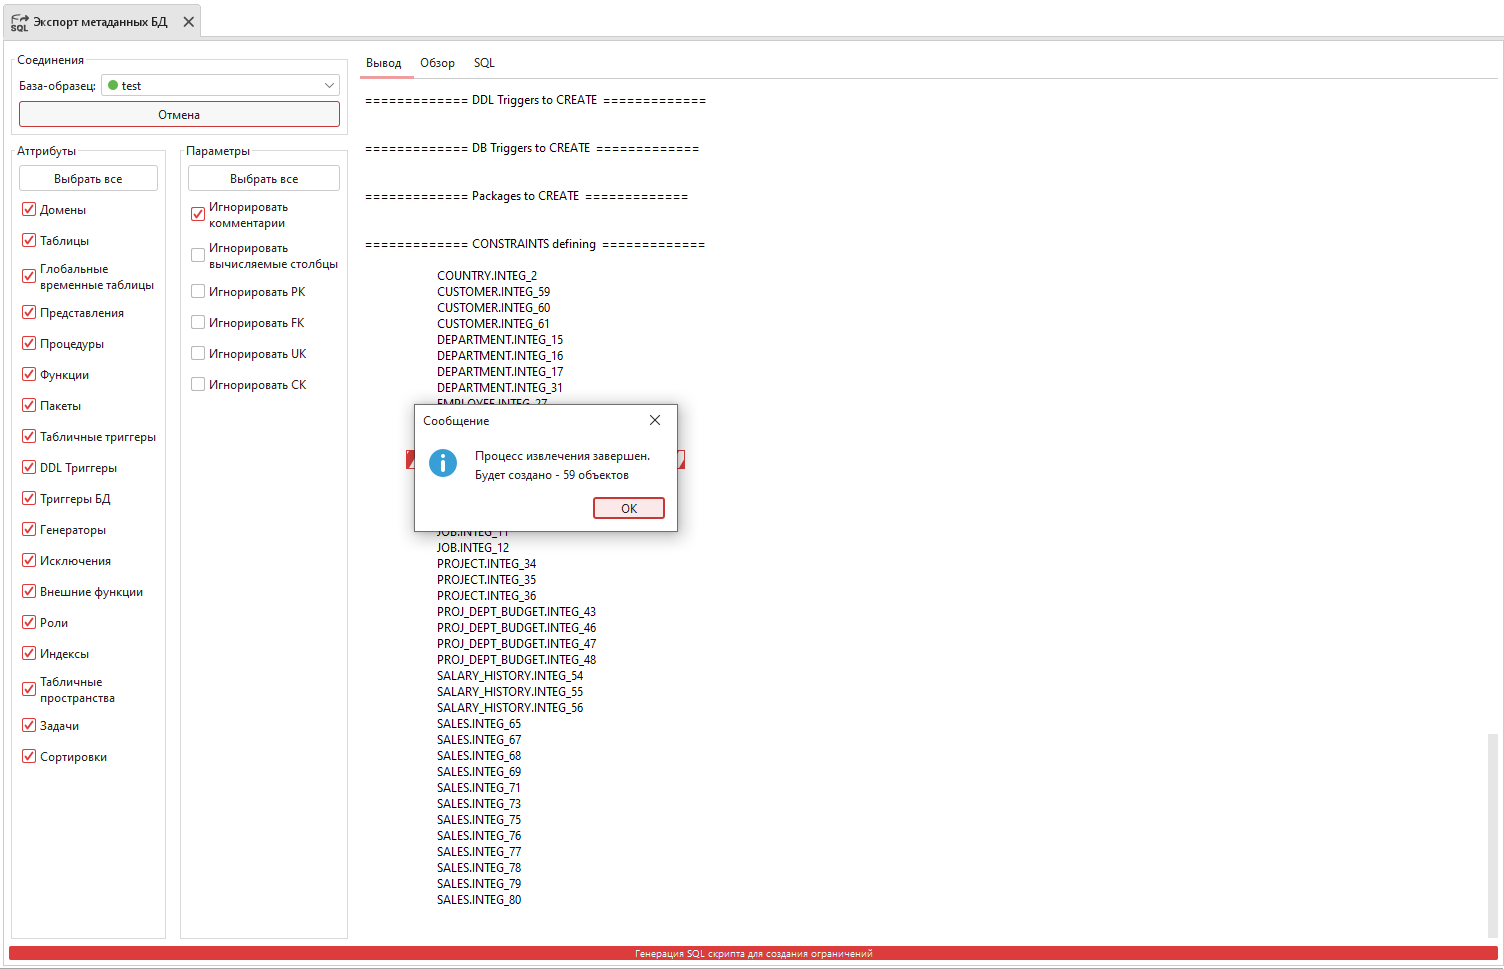 SQL Экспорт метаданных БД
Соединения
База-образец: test
Отмена
Аттрибуты
Выбрать все
Домены
Таблицы
Глобальные
временные таблицы
Представления
Процедуры
Функции
Пакеты
Табличные триггеры
DDL Триггеры
Триггеры БД
Генераторы
Исключения
Внешние функции
Роли
Индексы
Табличные
пространства
Задачи
Сортировки
Параметры
Выбрать все
Игнорировать
комментарии
Игнорировать
вычисляемые столбцы
Игнорировать PK
Игнорировать FK
Игнорировать UK
Игнорировать CK
Вывод Обзор SQL
============= DDL Triggers to CREATE =============
============= DB Triggers to CREATE =============
============= Packages to CREATE =============
============= CONSTRAINTS defining =============
COUNTRY.INTEG_2
CUSTOMER.INTEG_59
CUSTOMER.INTEG_60
CUSTOMER.INTEG_61
DEPARTMENT.INTEG_15
DEPARTMENT.INTEG_16
DEPARTMENT.INTEG_17
DEPARTMENT.INTEG_31
EMPLOYEE.INTEG_27
Сообщение
Процесс извлечения завершен.
Будет создано - 59 объектов
OK
JOB.INTEG_11
JOB.INTEG_12
PROJECT.INTEG_34
PROJECT.INTEG_35
PROJECT.INTEG_36
PROJ_DEPT_BUDGET.INTEG_43
PROJ_DEPT_BUDGET.INTEG_46
PROJ_DEPT_BUDGET.INTEG_47
PROJ_DEPT_BUDGET.INTEG_48
SALARY_HISTORY.INTEG_54
SALARY_HISTORY.INTEG_55
SALARY_HISTORY.INTEG_56
SALES.INTEG_65
SALES.INTEG_67
SALES.INTEG_68
SALES.INTEG_69
SALES.INTEG_71
SALES.INTEG_73
SALES.INTEG_75
SALES.INTEG_76
SALES.INTEG_77
SALES.INTEG_78
SALES.INTEG_79
SALES.INTEG_80
Генерация SQL скрипта для создания ограничений